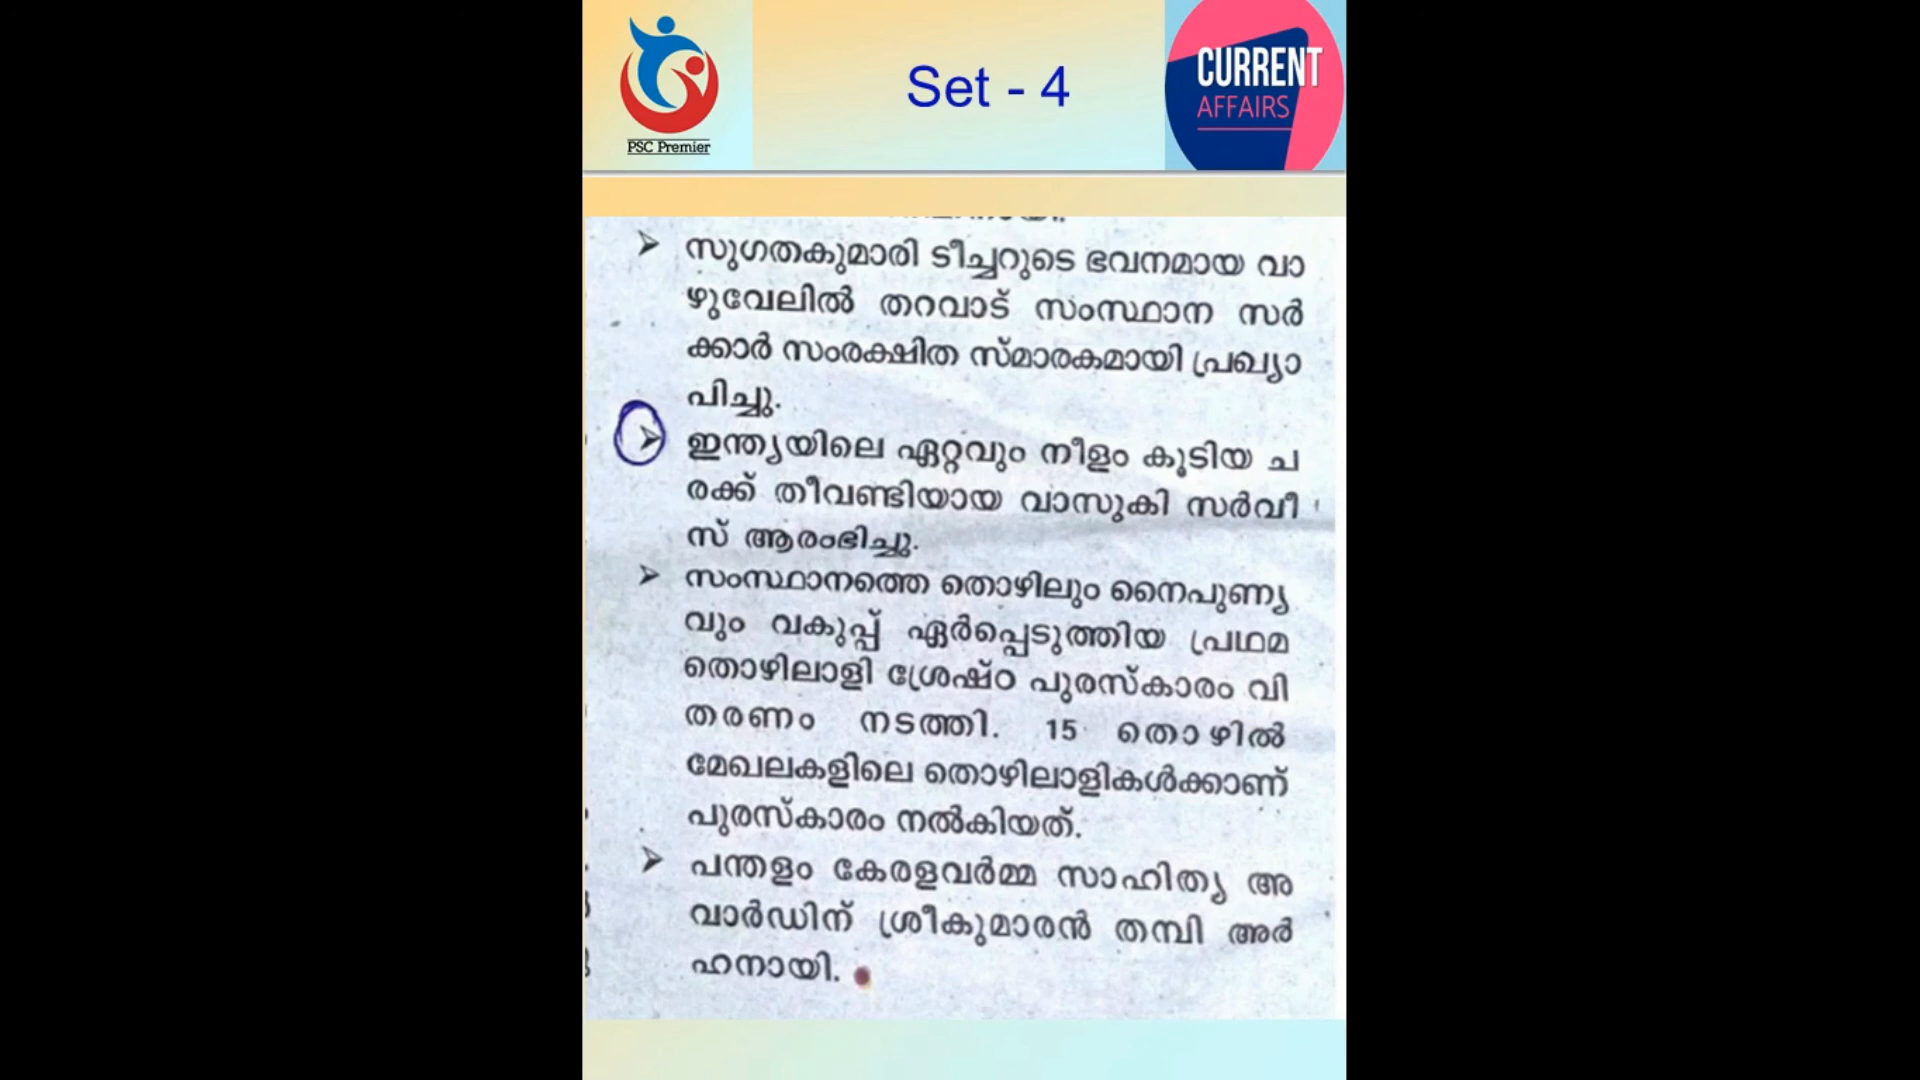 PSC Premier
Set - 4
CURRENT
AFFAIRS
സുഗതകുമാരി ടീച്ചറുടെ ഭവനമായ വാ
ഴുവേലിൽ തറവാട് സംസ്ഥാന സർ
ക്കാർ സംരക്ഷിത സ്മാരകമായി പ്രഖ്യാ
പിച്ചു.
ഇന്ത്യയിലെ ഏറ്റവും നീളം കൂടിയ ച
രക്ക് തീവണ്ടിയായ വാസുകി സർവീ
സ് ആരംഭിച്ചു.
സംസ്ഥാനത്തെ തൊഴിലും നൈപുണ്യ
വും വകുപ്പ് ഏർപ്പെടുത്തിയ പ്രഥമ
തൊഴിലാളി ശ്രേഷ്ഠ പുരസ്കാരം വി
തരണം നടത്തി. 15 തൊഴിൽ
മേഖലകളിലെ തൊഴിലാളികൾക്കാണ്
പുരസ്കാരം നൽകിയത്.
പന്തളം കേരളവർമ്മ സാഹിത്യ അ
വാർഡിന് ശ്രീകുമാരൻ തമ്പി അർ
ഹനായി.